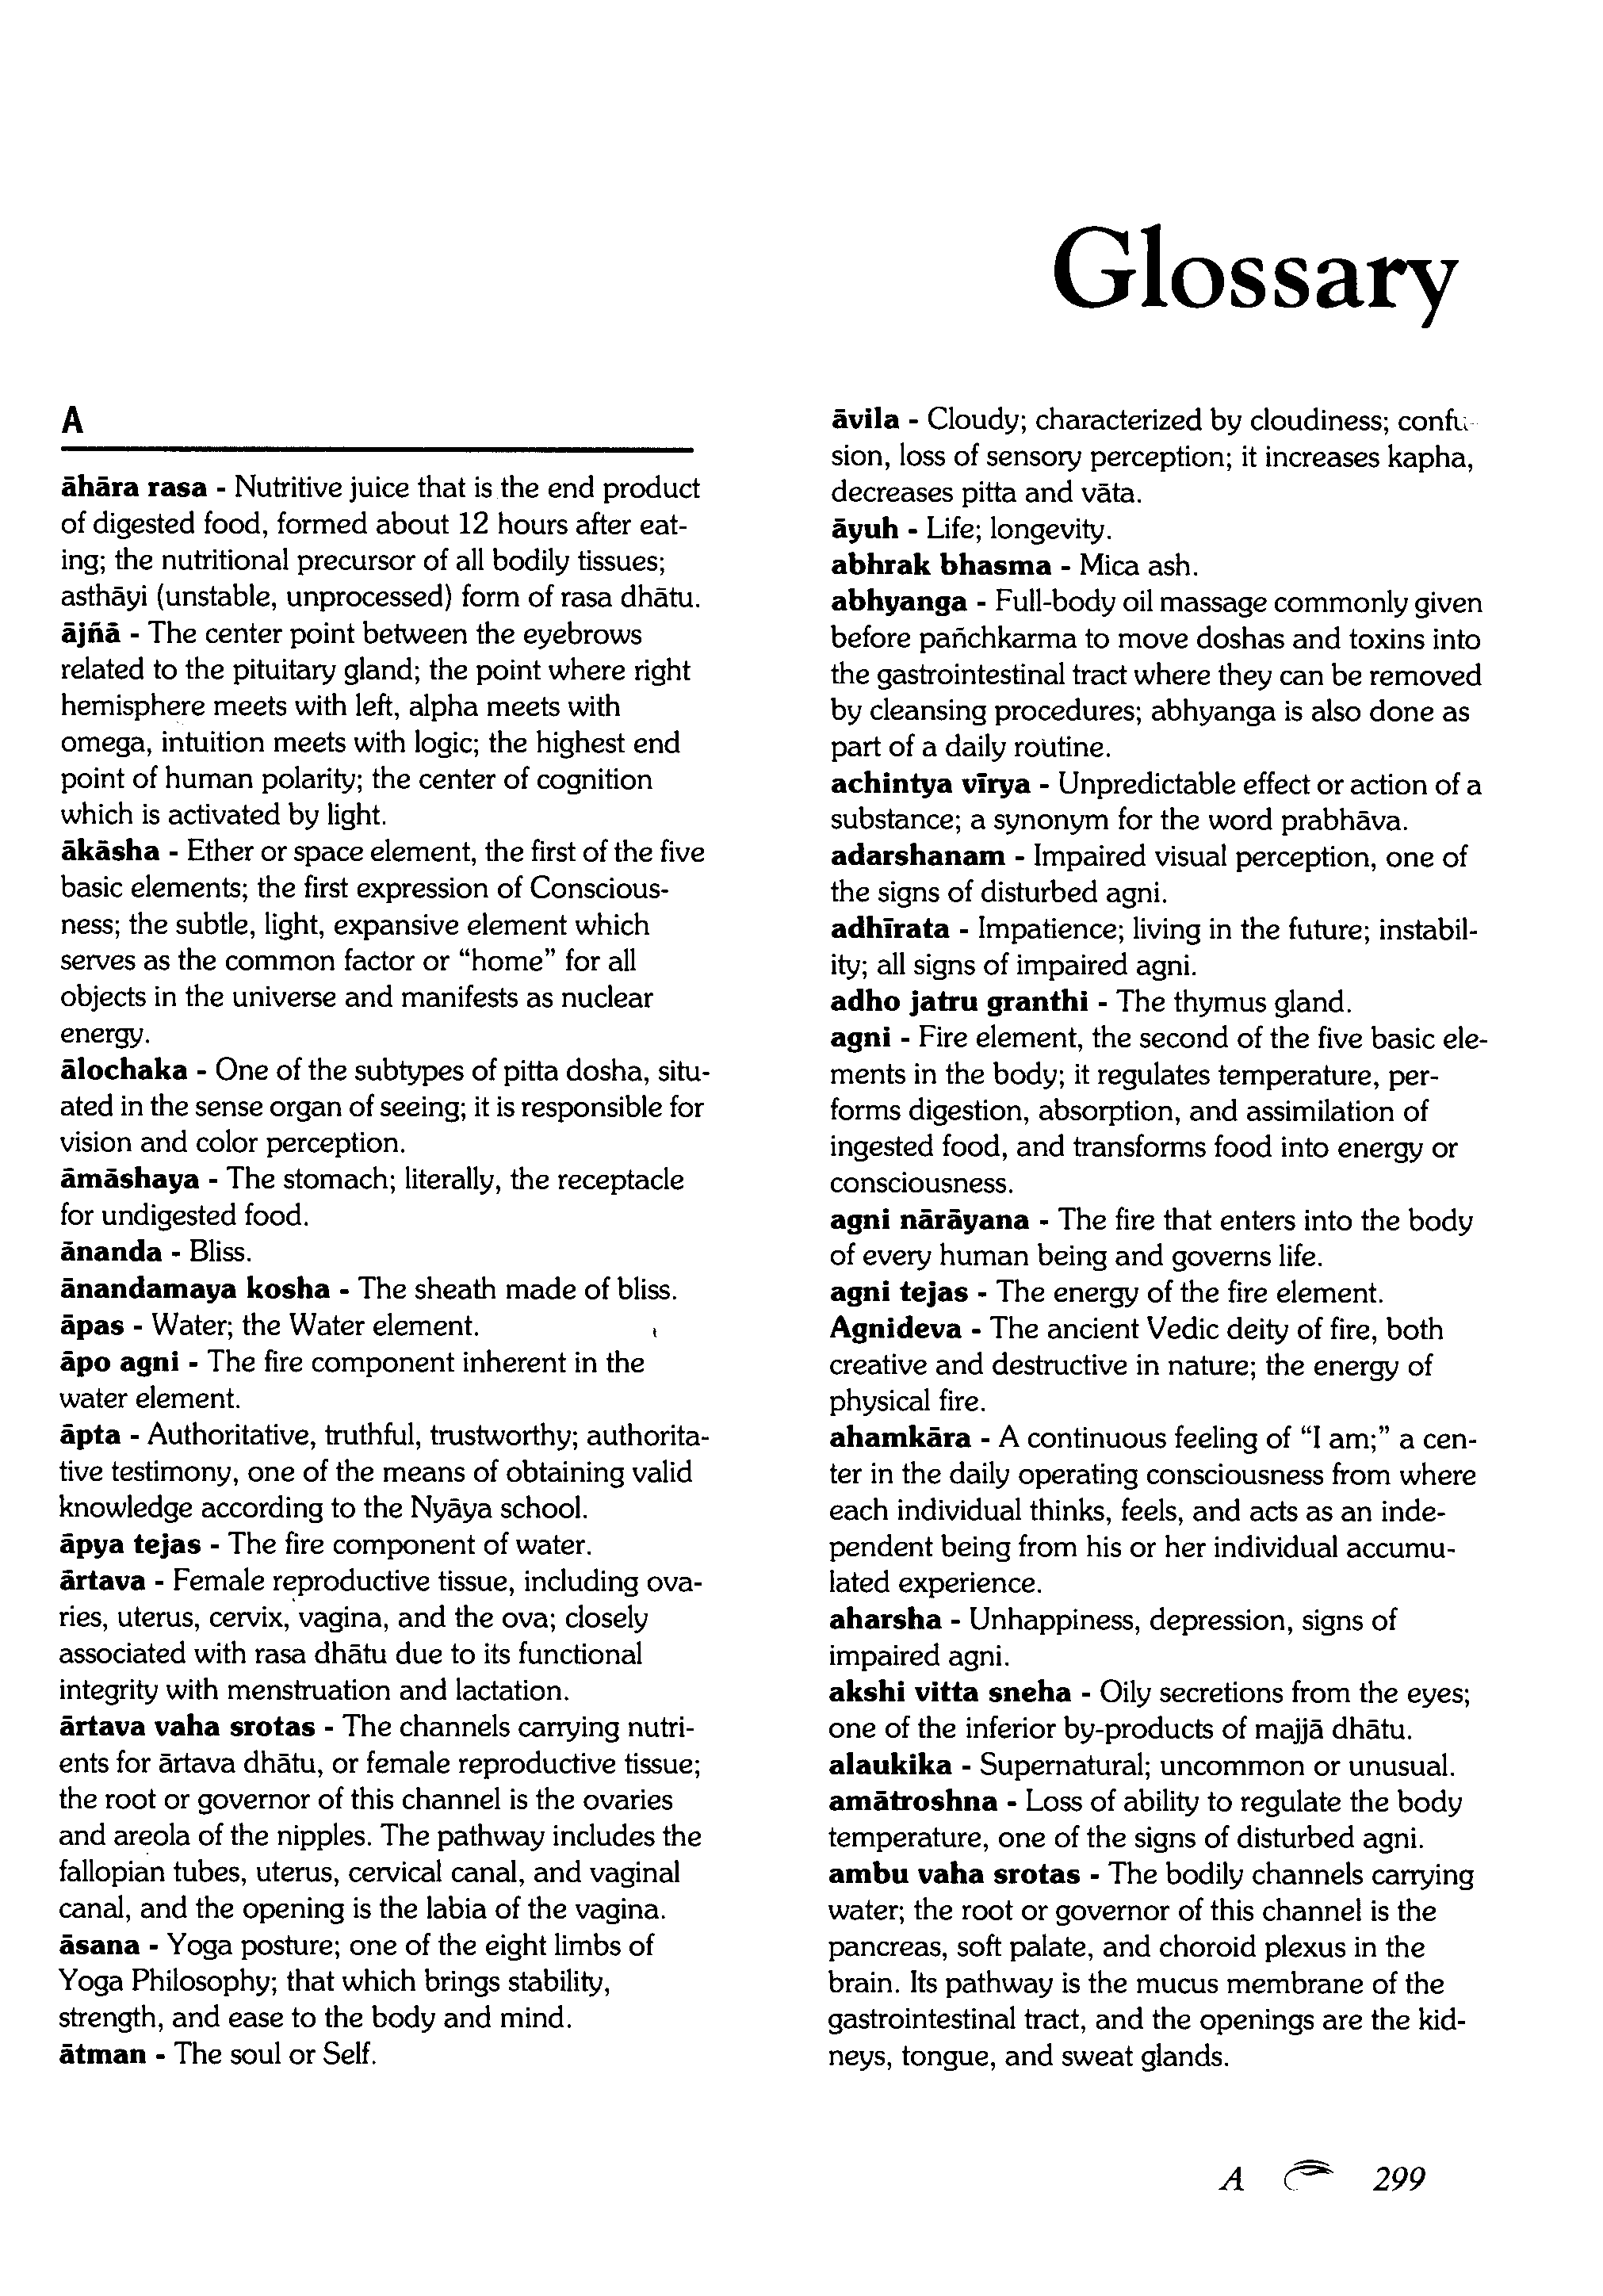 Glossary
A
āhāra rasa - Nutritive juice that is the end product
of digested food, formed about 12 hours after eat-
ing; the nutritional precursor of all bodily tissues;
asthāyi (unstable, unprocessed) form of rasa dhātu.
ājñā - The center point between the eyebrows
related to the pituitary gland; the point where right
hemisphere meets with left, alpha meets with
omega, intuition meets with logic; the highest end
point of human polarity; the center of cognition
which is activated by light.
ākāsha - Ether or space element, the first of the five
basic elements; the first expression of Conscious-
ness; the subtle, light, expansive element which
serves as the common factor or “home” for all
objects in the universe and manifests as nuclear
energy.
ālochaka - One of the subtypes of pitta dosha, situ-
ated in the sense organ of seeing; it is responsible for
vision and color perception.
āmāshaya - The stomach; literally, the receptacle
for undigested food.
ānanda - Bliss.
ānandamaya kosha - The sheath made of bliss.
āpas - Water; the Water element.
āpo agni - The fire component inherent in the
water element.
āpta - Authoritative, truthful, trustworthy; authorita-
tive testimony, one of the means of obtaining valid
knowledge according to the Nyāya school.
āpya tejas - The fire component of water.
ārtava - Female reproductive tissue, including ova-
ries, uterus, cervix, vagina, and the ova; closely
associated with rasa dhātu due to its functional
integrity with menstruation and lactation.
ārtava vaha srotas - The channels carrying nutri-
ents for ārtava dhātu, or female reproductive tissue;
the root or governor of this channel is the ovaries
and areola of the nipples. The pathway includes the
fallopian tubes, uterus, cervical canal, and vaginal
canal, and the opening is the labia of the vagina.
āsana - Yoga posture; one of the eight limbs of
Yoga Philosophy; that which brings stability,
strength, and ease to the body and mind.
ātman - The soul or Self.
āvila - Cloudy; characterized by cloudiness; confu-
sion, loss of sensory perception; it increases kapha,
decreases pitta and vāta.
āyuh - Life; longevity.
abhrak bhasma - Mica ash.
abhyanga - Full-body oil massage commonly given
before pañchkarma to move doshas and toxins into
the gastrointestinal tract where they can be removed
by cleansing procedures; abhyanga is also done as
part of a daily routine.
achintya vīrya - Unpredictable effect or action of a
substance; a synonym for the word prabhāva.
adarshanam - Impaired visual perception, one of
the signs of disturbed agni.
adhīrata - Impatience; living in the future; instabil-
ity; all signs of impaired agni.
adho jatru granthi - The thymus gland.
agni - Fire element, the second of the five basic ele-
ments in the body; it regulates temperature, per-
forms digestion, absorption, and assimilation of
ingested food, and transforms food into energy or
consciousness.
agni nārāyana - The fire that enters into the body
of every human being and governs life.
agni tejas - The energy of the fire element.
Agnideva - The ancient Vedic deity of fire, both
creative and destructive in nature; the energy of
physical fire.
ahamkāra - A continuous feeling of “I am;” a cen-
ter in the daily operating consciousness from where
each individual thinks, feels, and acts as an inde-
pendent being from his or her individual accumu-
lated experience.
aharsha - Unhappiness, depression, signs of
impaired agni.
akshi vitta sneha - Oily secretions from the eyes;
one of the inferior by-products of majjā dhātu.
alaukika - Supernatural; uncommon or unusual.
amātroshna - Loss of ability to regulate the body
temperature, one of the signs of disturbed agni.
ambu vaha srotas - The bodily channels carrying
water; the root or governor of this channel is the
pancreas, soft palate, and choroid plexus in the
brain. Its pathway is the mucus membrane of the
gastrointestinal tract, and the openings are the kid-
neys, tongue, and sweat glands.
A 299